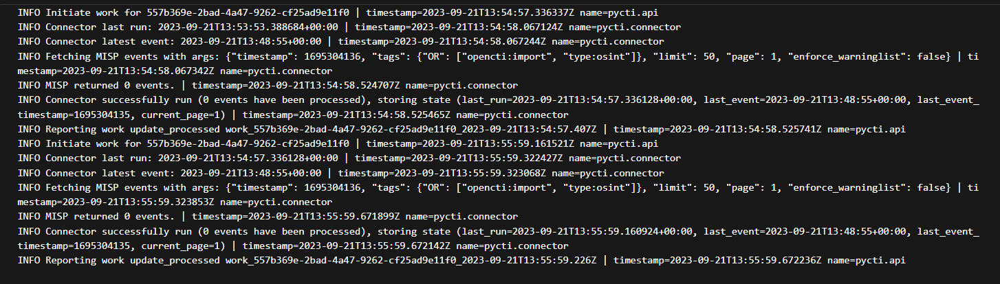 INFO Initiate work for 557b369e-2bad-4a47-9262-cf25ad9e11f0 | timestamp=2023-09-21T13:54:57.336337Z name=pycti.api
INFO Connector last run: 2023-09-21T13:53:53.388684+00:00 | timestamp=2023-09-21T13:54:58.067124Z name=pycti.connector
INFO Connector latest event: 2023-09-21T13:48:55+00:00 | timestamp=2023-09-21T13:54:58.067244Z name=pycti.connector
INFO Fetching MISP events with args: {"timestamp": 1695304136, "tags": {"OR": ["opencti:import", "type:osint"]}, "limit": 50, "page": 1, "enforce_warninglist": false} | ti
mestamp=2023-09-21T13:54:58.067342Z name=pycti.connector
INFO MISP returned 0 events. | timestamp=2023-09-21T13:54:58.524707Z name=pycti.connector
INFO Connector successfully run (0 events have been processed), storing state (last_run=2023-09-21T13:54:57.336128+00:00, last_event=2023-09-21T13:48:55+00:00, last_event_
timestamp=1695304135, current_page=1) | timestamp=2023-09-21T13:54:58.525465Z name=pycti.connector
INFO Reporting work update_processed work_557b369e-2bad-4a47-9262-cf25ad9e11f0_2023-09-21T13:54:57.407Z | timestamp=2023-09-21T13:54:58.525741Z name=pycti.api
INFO Initiate work for 557b369e-2bad-4a47-9262-cf25ad9e11f0 | timestamp=2023-09-21T13:55:59.161521Z name=pycti.api
INFO Connector last run: 2023-09-21T13:54:57.336128+00:00 | timestamp=2023-09-21T13:55:59.322427Z name=pycti.connector
INFO Connector latest event: 2023-09-21T13:48:55+00:00 | timestamp=2023-09-21T13:55:59.323068Z name=pycti.connector
INFO Fetching MISP events with args: {"timestamp": 1695304136, "tags": {"OR": ["opencti:import", "type:osint"]}, "limit": 50, "page": 1, "enforce_warninglist": false} | ti
mestamp=2023-09-21T13:55:59.323853Z name=pycti.connector
INFO MISP returned 0 events. | timestamp=2023-09-21T13:55:59.671899Z name=pycti.connector
INFO Connector successfully run (0 events have been processed), storing state (last_run=2023-09-21T13:55:59.160924+00:00, last_event=2023-09-21T13:48:55+00:00, last_event_
timestamp=1695304135, current_page=1) | timestamp=2023-09-21T13:55:59.672142Z name=pycti.connector
INFO Reporting work update_processed work_557b369e-2bad-4a47-9262-cf25ad9e11f0_2023-09-21T13:55:59.226Z | timestamp=2023-09-21T13:55:59.672236Z name=pycti.api